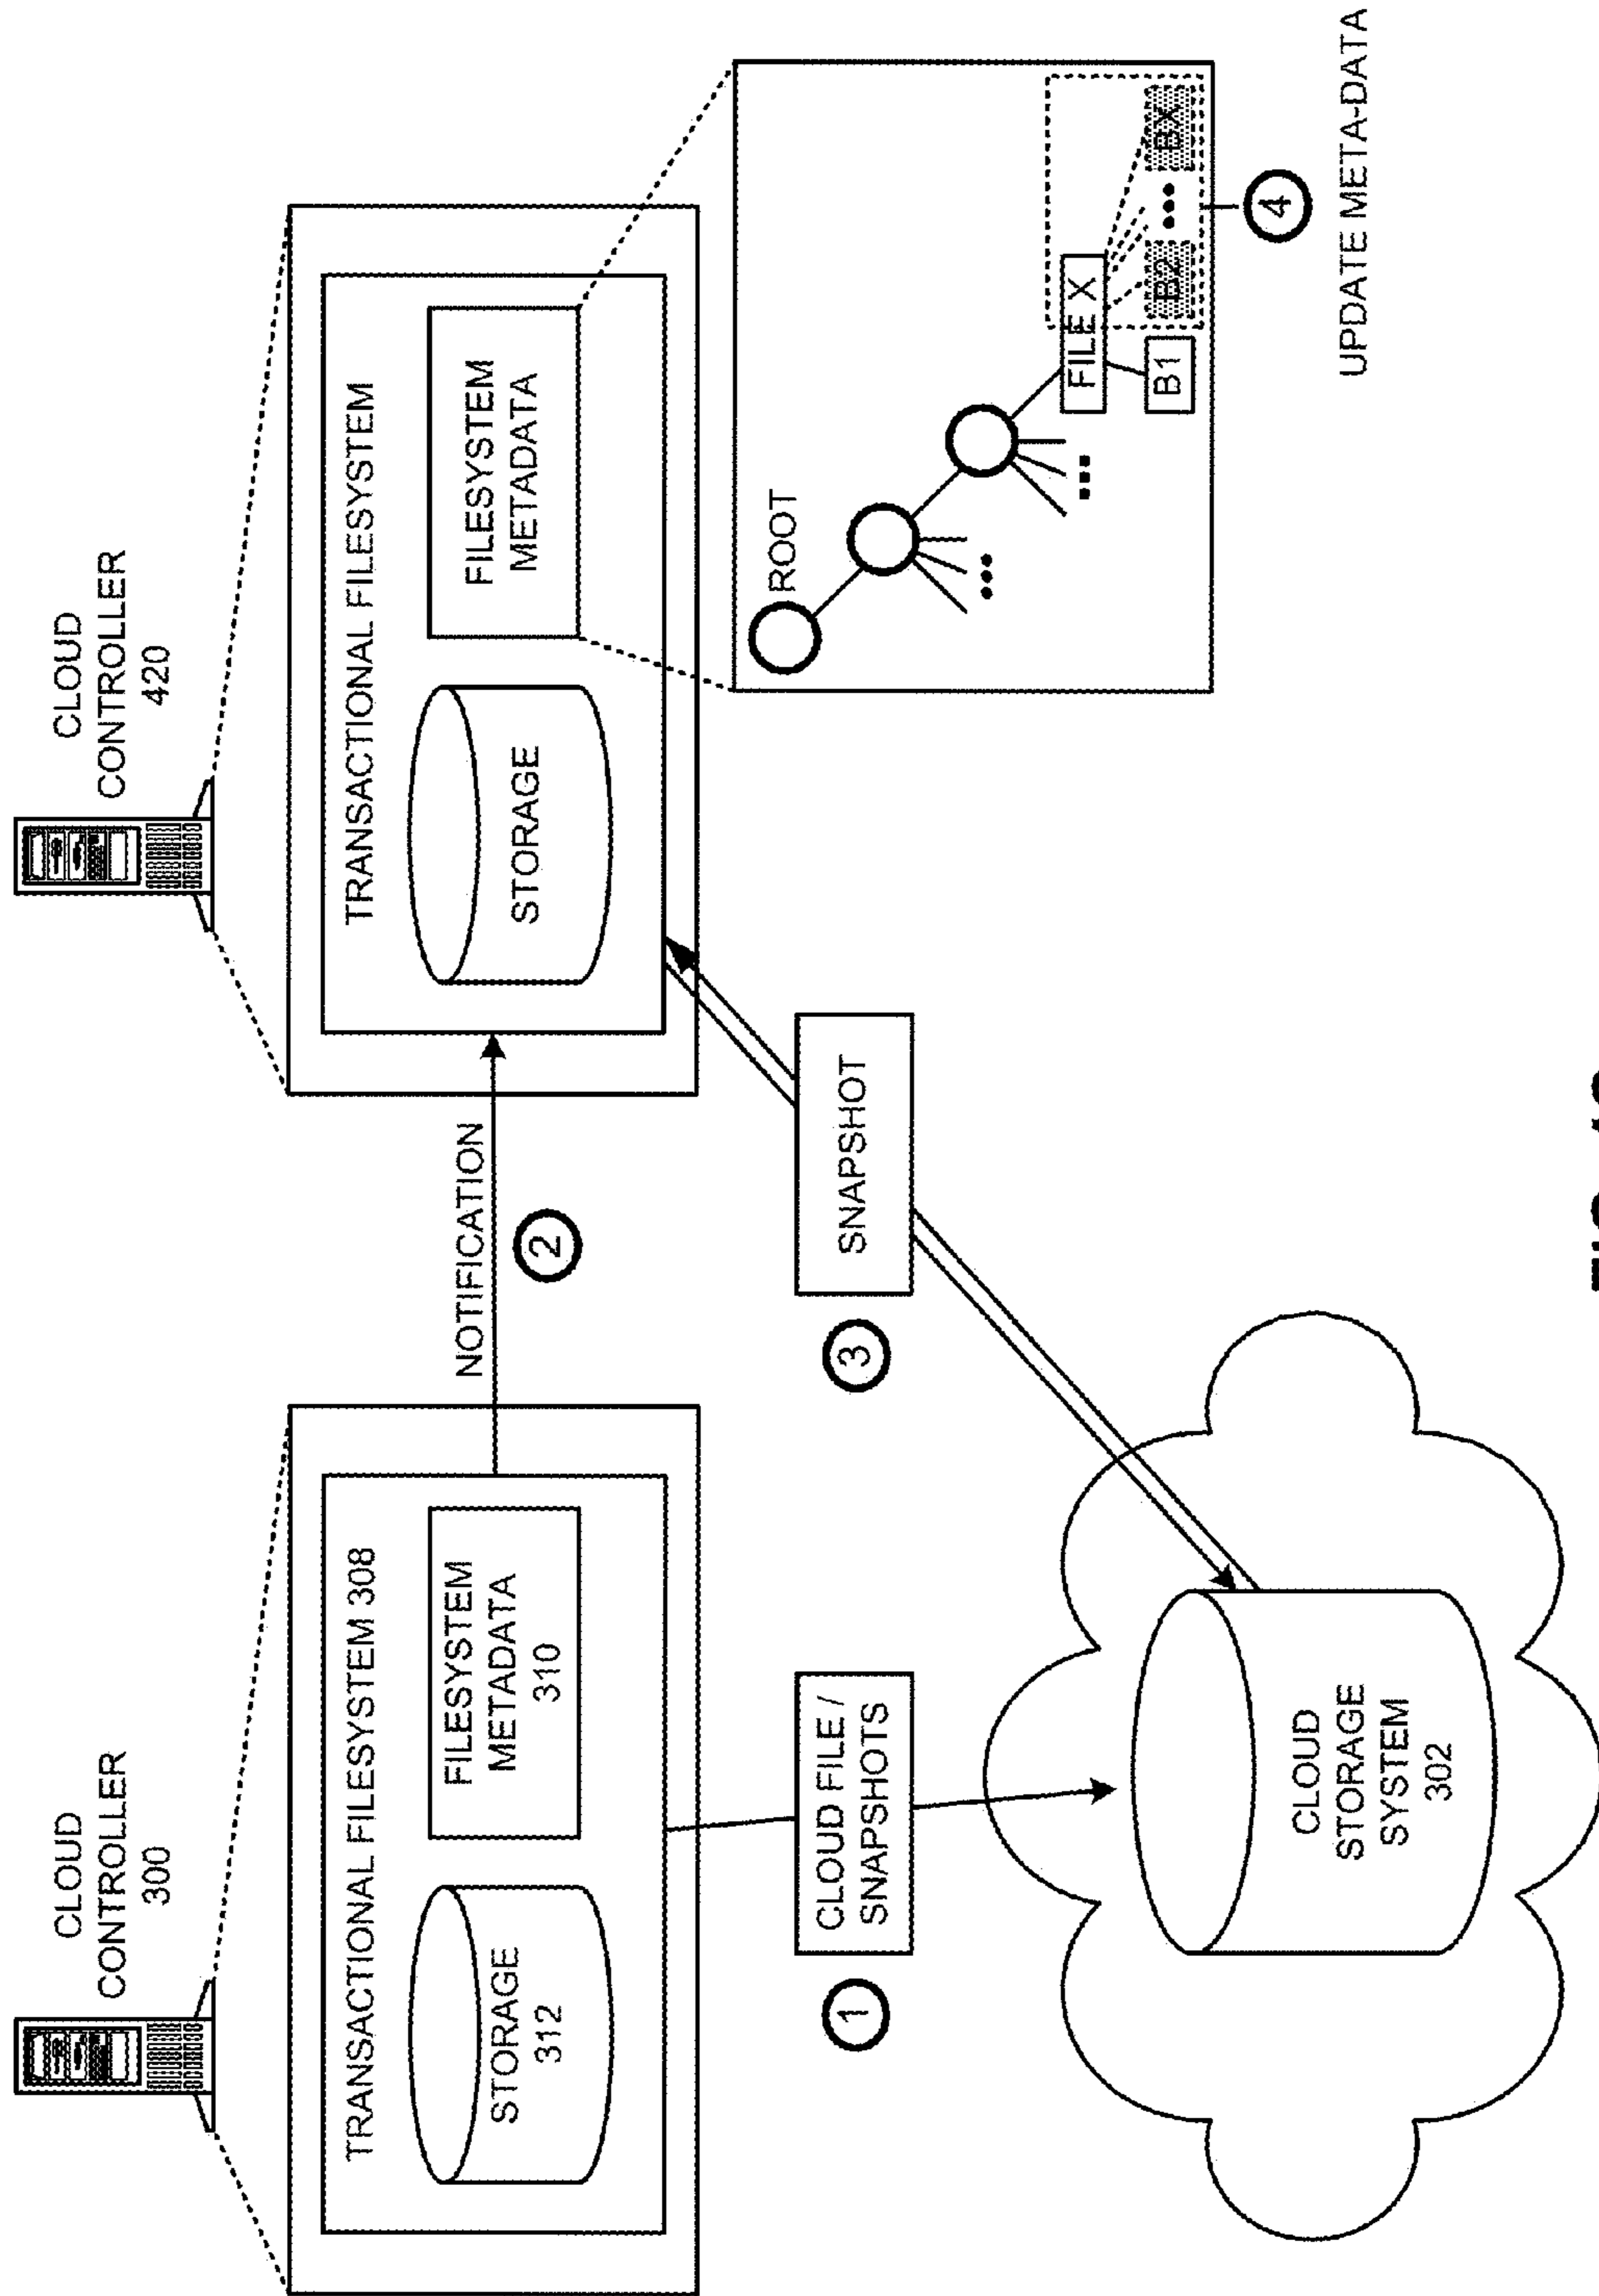 CLOUD
CONTROLLER
300
TRANSACTIONAL FILESYSTEM 308
STORAGE
312
FILESYSTEM
METADATA
310
NOTIFICATION
2
CLOUD
CONTROLLER
420
TRANSACTIONAL FILESYSTEM
STORAGE
FILESYSTEM
METADATA
1
CLOUD FILE /
SNAPSHOTS
3
SNAPSHOT
ROOT
FILE X
B1
B2
BX
4
UPDATE META-DATA
CLOUD
STORAGE
SYSTEM
302